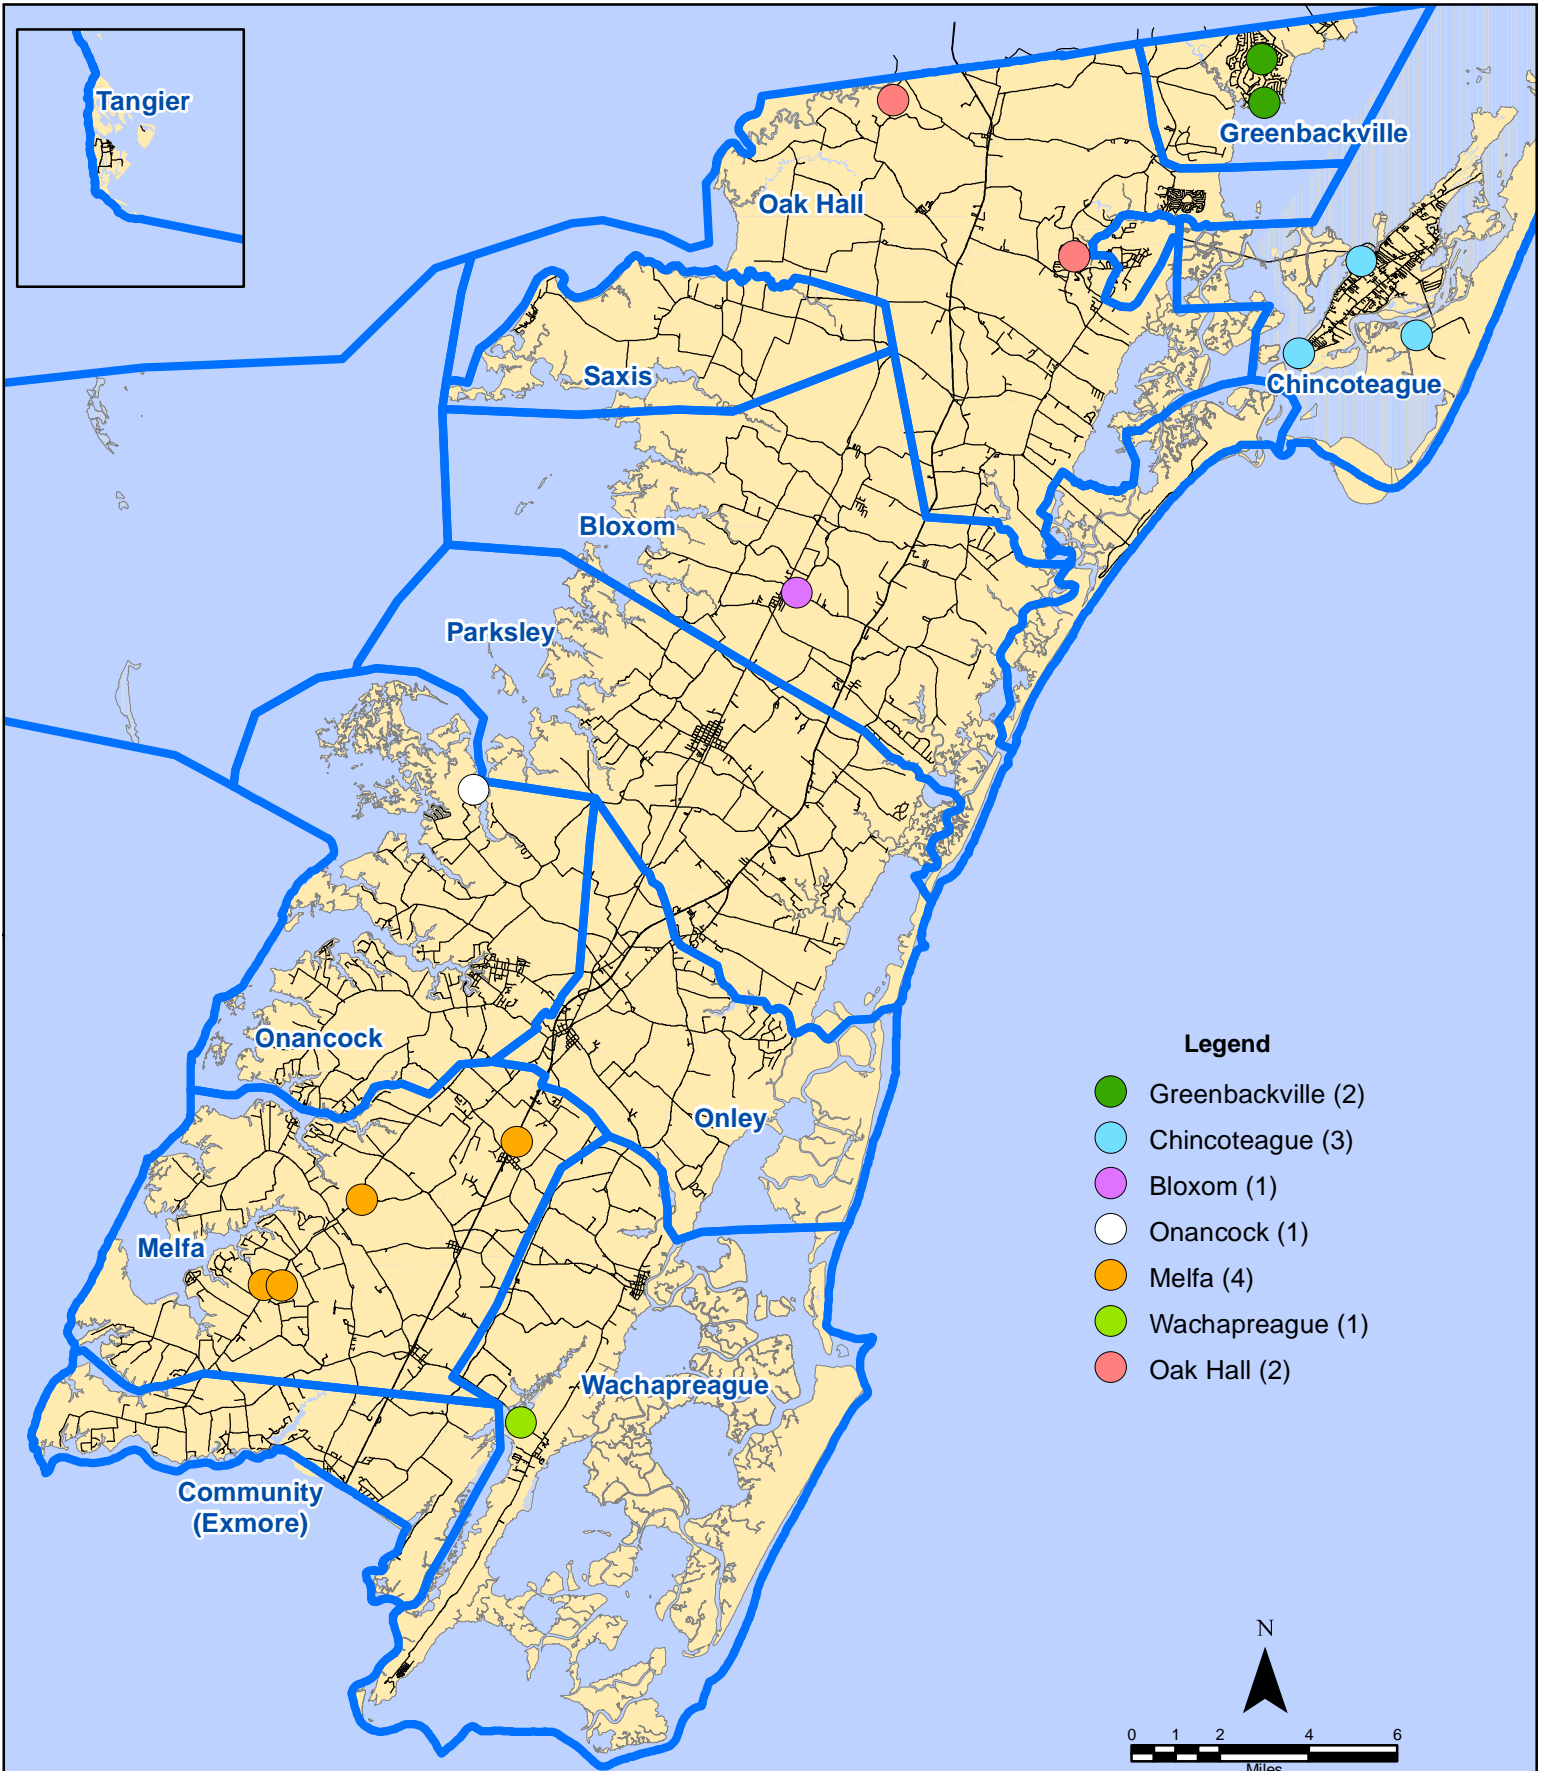 Tangier
Greenbackville
Oak Hall
Saxis
Chincoteague
Bloxom
Parksley
Onancock
Onley
Melfa
Wachapreague
Community
(Exmore)
Legend
Greenbackville (2)
Chincoteague (3)
Bloxom (1)
Onancock (1)
Melfa (4)
Wachapreague (1)
Oak Hall (2)
N
0 1 2 4 6
Miles